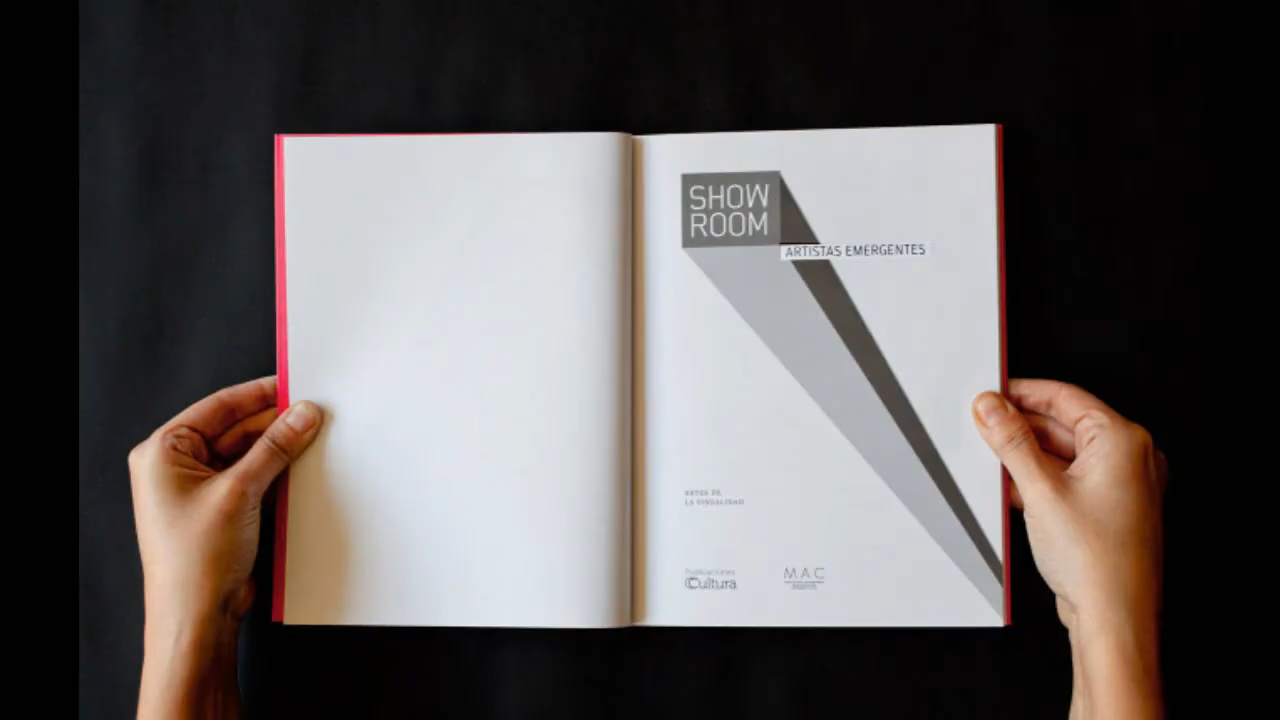 SHOW
ROOM
ARTISTAS EMERGENTES
ARTES DE
LA VISUALIDAD
Publicaciones
Cultura
MAC